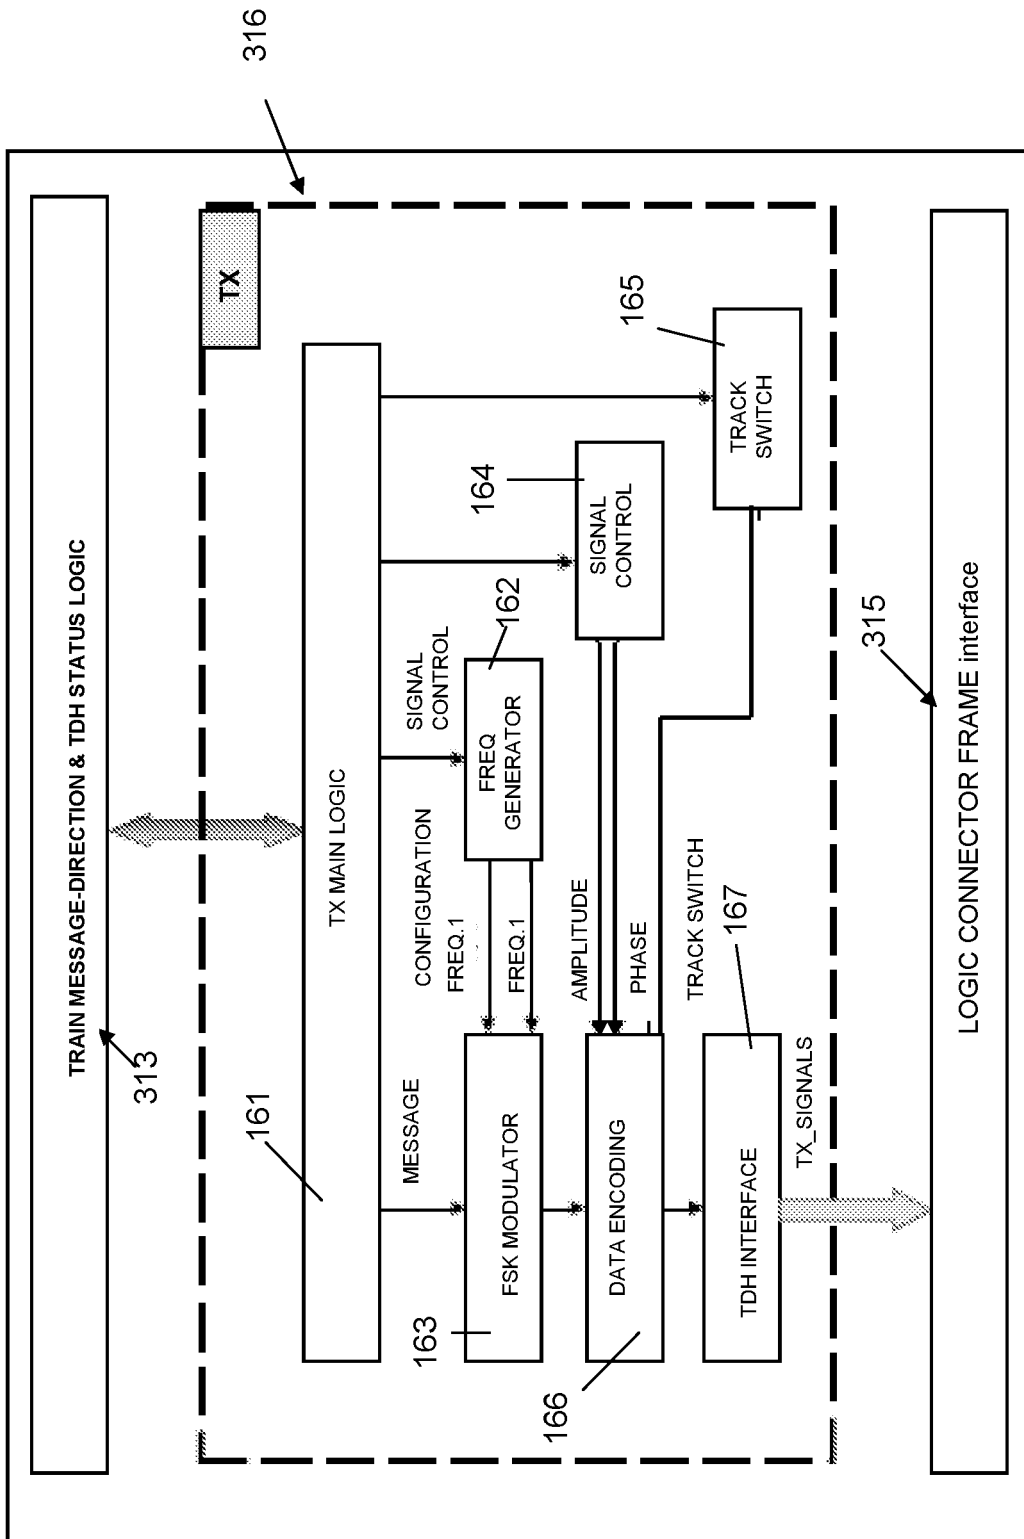 316
TRAIN MESSAGE-DIRECTION & TDH STATUS LOGIC
313
TX
161
TX MAIN LOGIC
MESSAGE
CONFIGURATION
SIGNAL
CONTROL
FREQ.1
FREQ.1
162
FREQ
GENERATOR
163
FSK MODULATOR
164
SIGNAL
CONTROL
165
TRACK
SWITCH
AMPLITUDE
PHASE
166
DATA ENCODING
TRACK SWITCH
167
TDH INTERFACE
TX_SIGNALS
315
LOGIC CONNECTOR FRAME interface